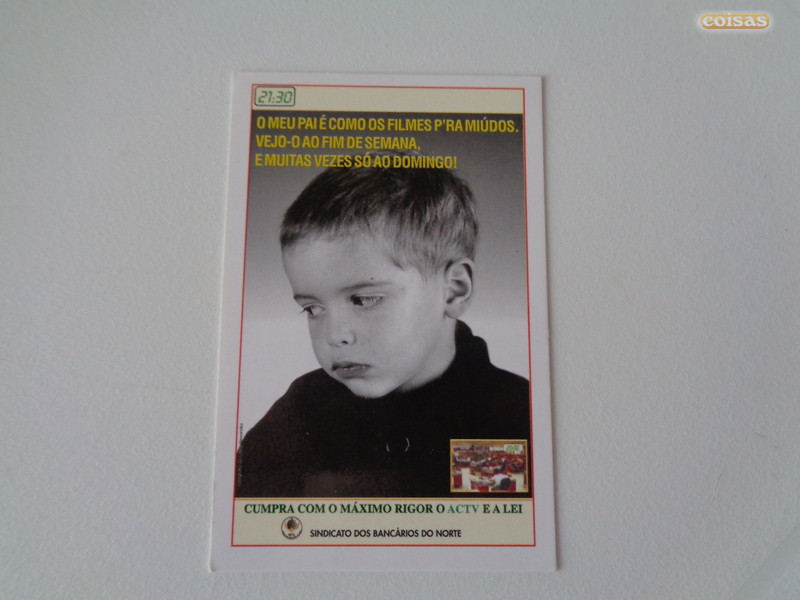 coisas
21:30
O MEU PAI É COMO OS FILMES P'RA MIÚDOS.
VEJO-O AO FIM DE SEMANA,
E MUITAS VEZES SÓ AO DOMINGO!
CUMPRA COM O MÁXIMO RIGOR O ACTV E A LEI
SINDICATO DOS BANCÁRIOS DO NORTE